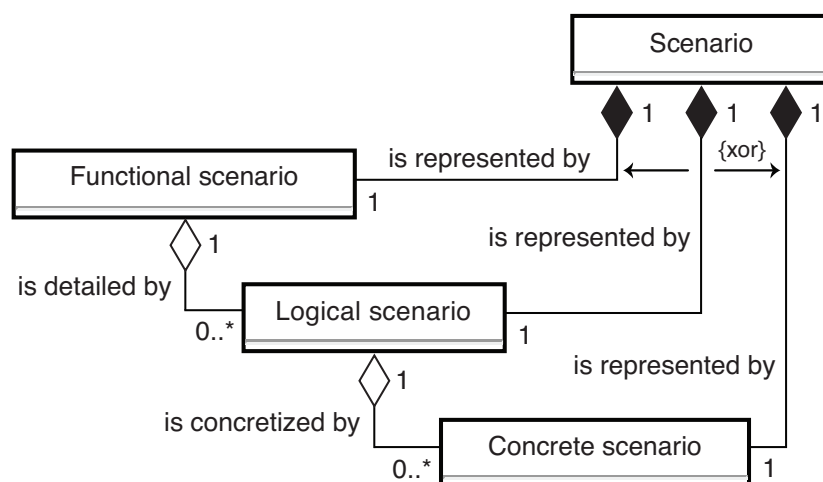 Scenario
1
1
1
is represented by
{xor}
Functional scenario
1
1
is represented by
is detailed by
Logical scenario
0..*
1
is represented by
1
is concretized by
Concrete scenario
0..*
1